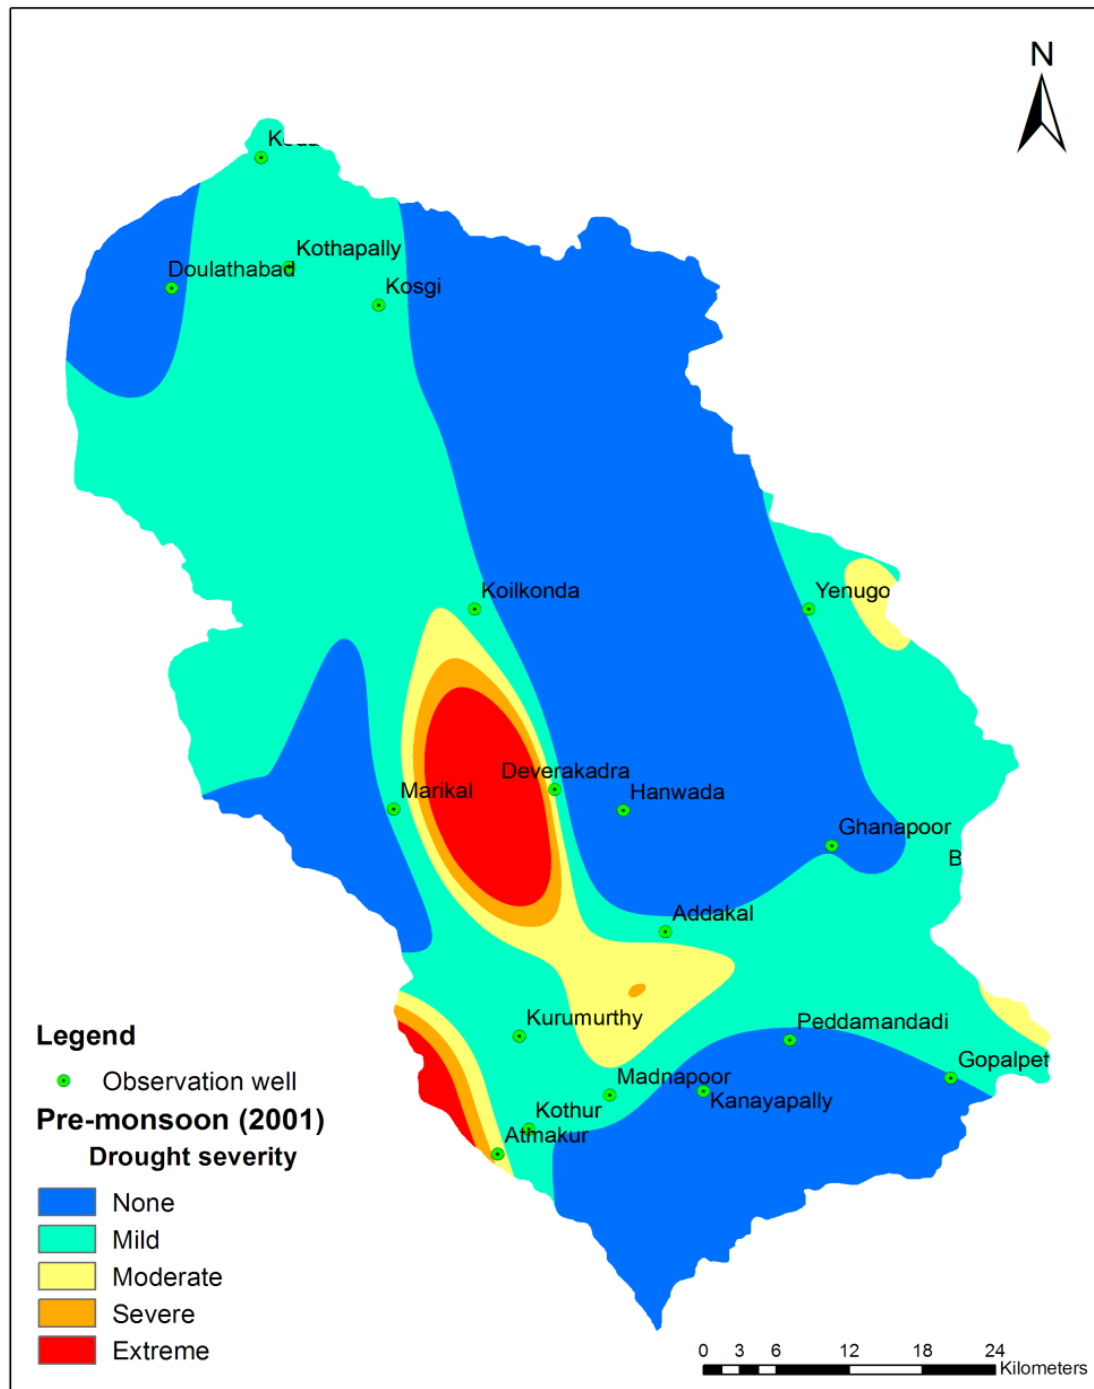 N
Kothapally
Doulathabad
Kosgi
Koilkonda
Yenugo
Deverakadra
Marikal
Hanwada
Ghanapoor
B
Addakal
Kurumurthy
Peddamandadi
Gopalpet
Madnapoor
Kanayapally
Kothur
Atmakur
Legend
Observation well
Pre-monsoon (2001)
Drought severity
None
Mild
Moderate
Severe
Extreme
0 3 6 12 18 24
Kilometers